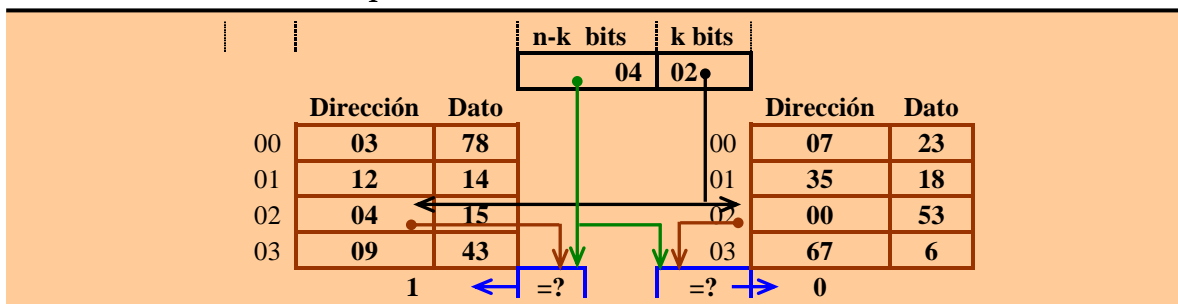 n-k bits k bits
04 02
Dirección Dato Dirección Dato
00 03 78 00 07 23
01 12 14 01 35 18
02 04 15 02 00 53
03 09 43 03 67 6
1 =? =? 0